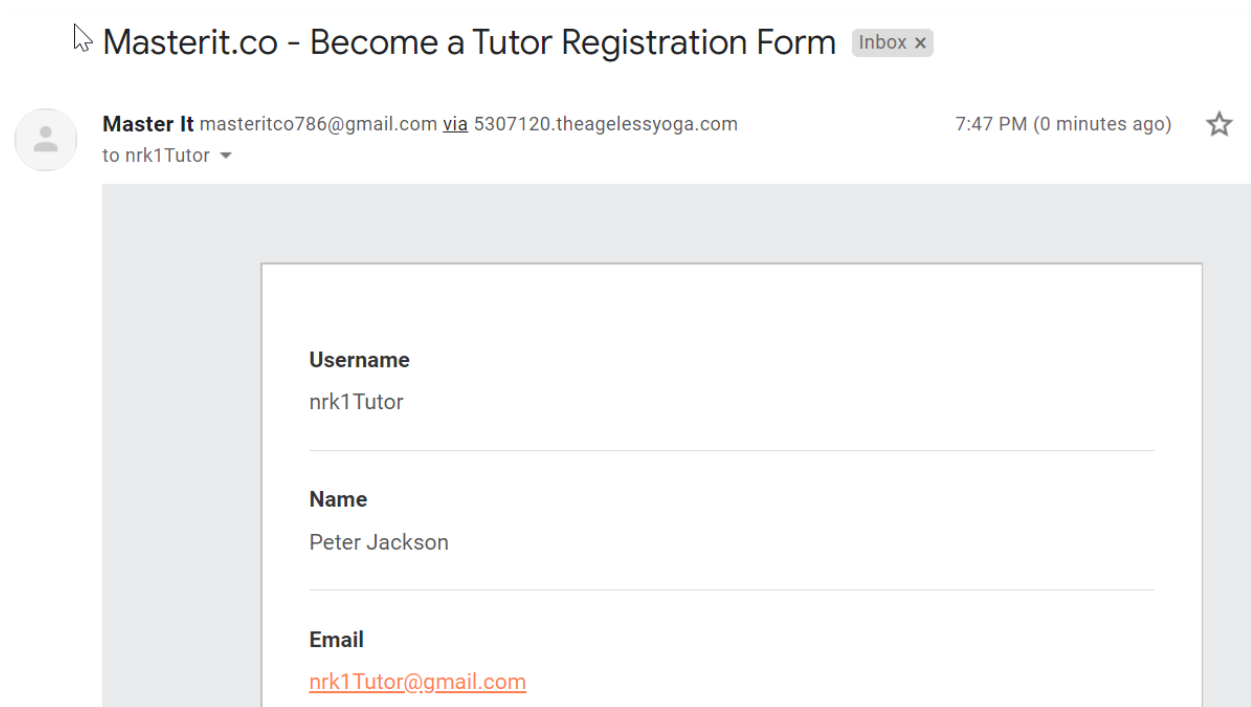 Masterit.co - Become a Tutor Registration Form Inbox x
Master It masteritco786@gmail.com via 5307120.theagelessyoga.com 7:47 PM (0 minutes ago)
to nrk1Tutor
Username
nrk1Tutor
Name
Peter Jackson
Email
nrk1Tutor@gmail.com